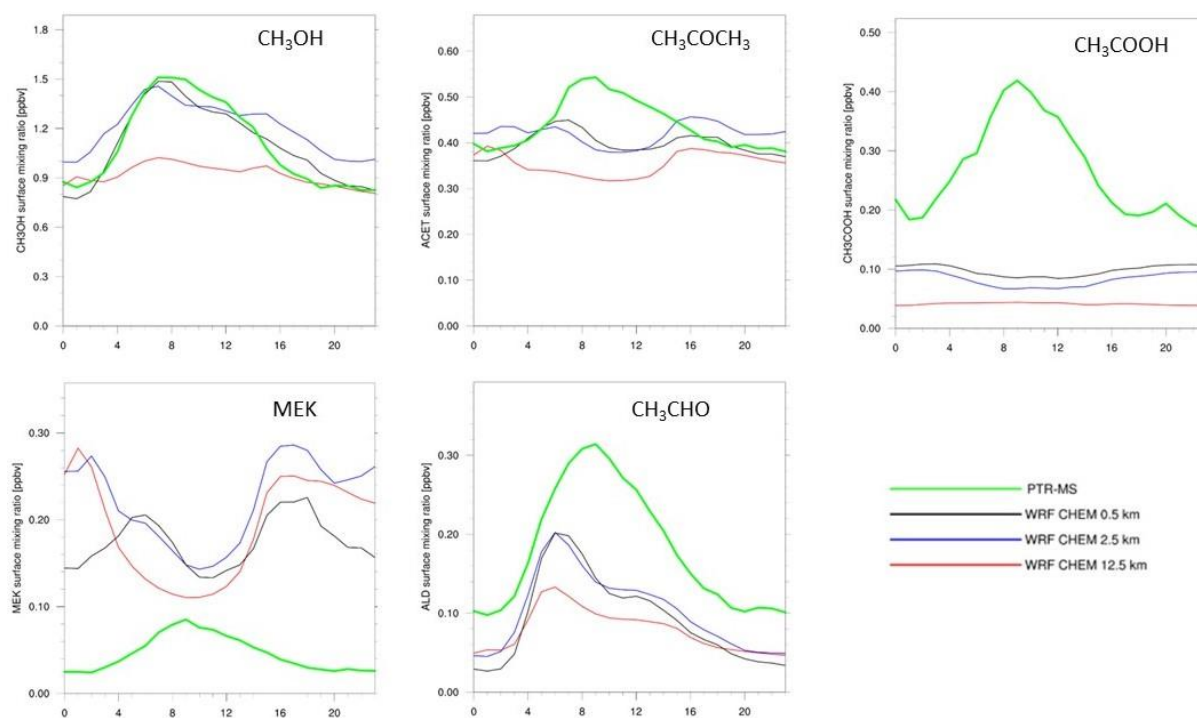 CH₃OH
CH3OH surface mixing ratio [ppbv]
1.8
1.5
1.2
0.9
0.6
0.3
0.0
0 4 8 12 16 20
CH₃COCH₃
ACET surface mixing ratio [ppbv]
0.60
0.50
0.40
0.30
0.20
0.10
0.00
0 4 8 12 16 20
CH₃COOH
CH3COOH surface mixing ratio [ppbv]
0.50
0.40
0.30
0.20
0.10
0.00
0 4 8 12 16 20
MEK
MEK surface mixing ratio [ppbv]
0.30
0.20
0.10
0.00
0 4 8 12 16 20
CH₃CHO
ALD surface mixing ratio [ppbv]
0.30
0.20
0.10
0.00
0 4 8 12 16 20
PTR-MS
WRF CHEM 0.5 km
WRF CHEM 2.5 km
WRF CHEM 12.5 km